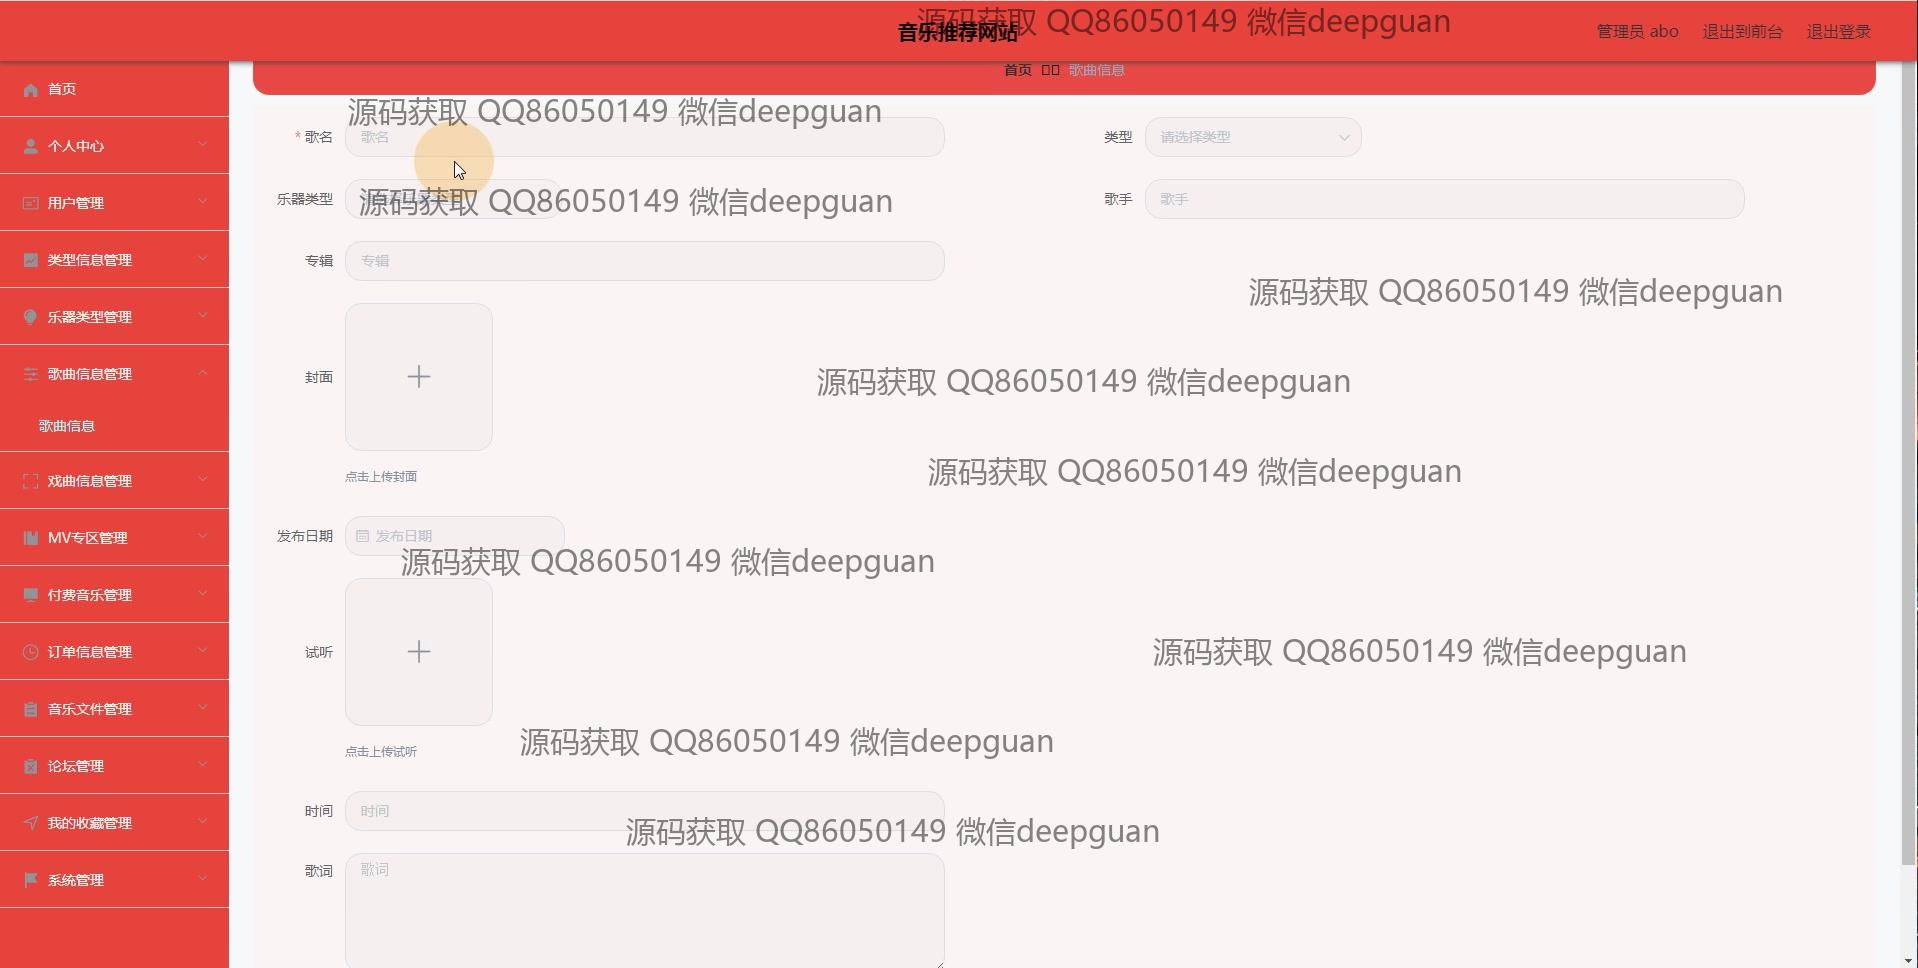 音乐推荐网站
源码获取 QQ86050149 微信deepguan
管理员 abo
退出到前台
退出登录
首页
个人中心
用户管理
类型信息管理
乐器类型管理
歌曲信息管理
歌曲信息
戏曲信息管理
MV专区管理
付费音乐管理
订单信息管理
音乐文件管理
论坛管理
我的收藏管理
系统管理
首页 歌曲信息
源码获取 QQ86050149 微信deepguan
* 歌名 歌名
类型 请选择类型
乐器类型
源码获取 QQ86050149 微信deepguan
歌手 歌手
专辑 专辑
源码获取 QQ86050149 微信deepguan
封面
源码获取 QQ86050149 微信deepguan
点击上传封面
源码获取 QQ86050149 微信deepguan
发布日期 发布日期
源码获取 QQ86050149 微信deepguan
试听
源码获取 QQ86050149 微信deepguan
点击上传试听
源码获取 QQ86050149 微信deepguan
时间 时间
源码获取 QQ86050149 微信deepguan
歌词 歌词